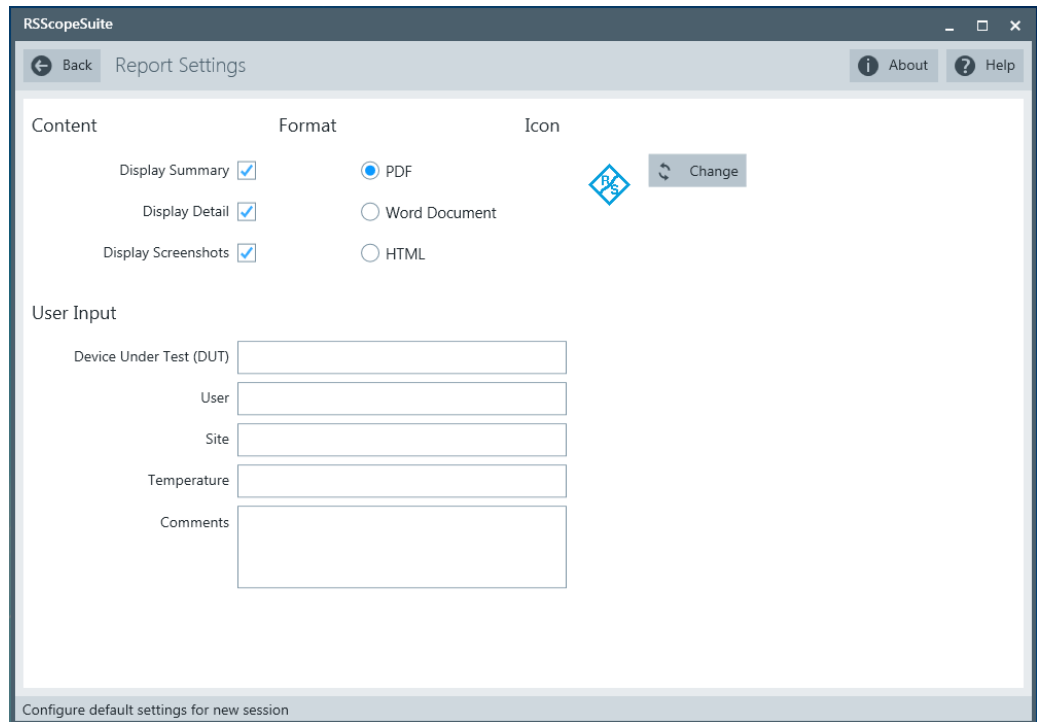 RSScopeSuite
Back Report Settings About Help
Content Format Icon
Display Summary PDF R S Change
Display Detail Word Document
Display Screenshots HTML
User Input
Device Under Test (DUT)
User
Site
Temperature
Comments
Configure default settings for new session